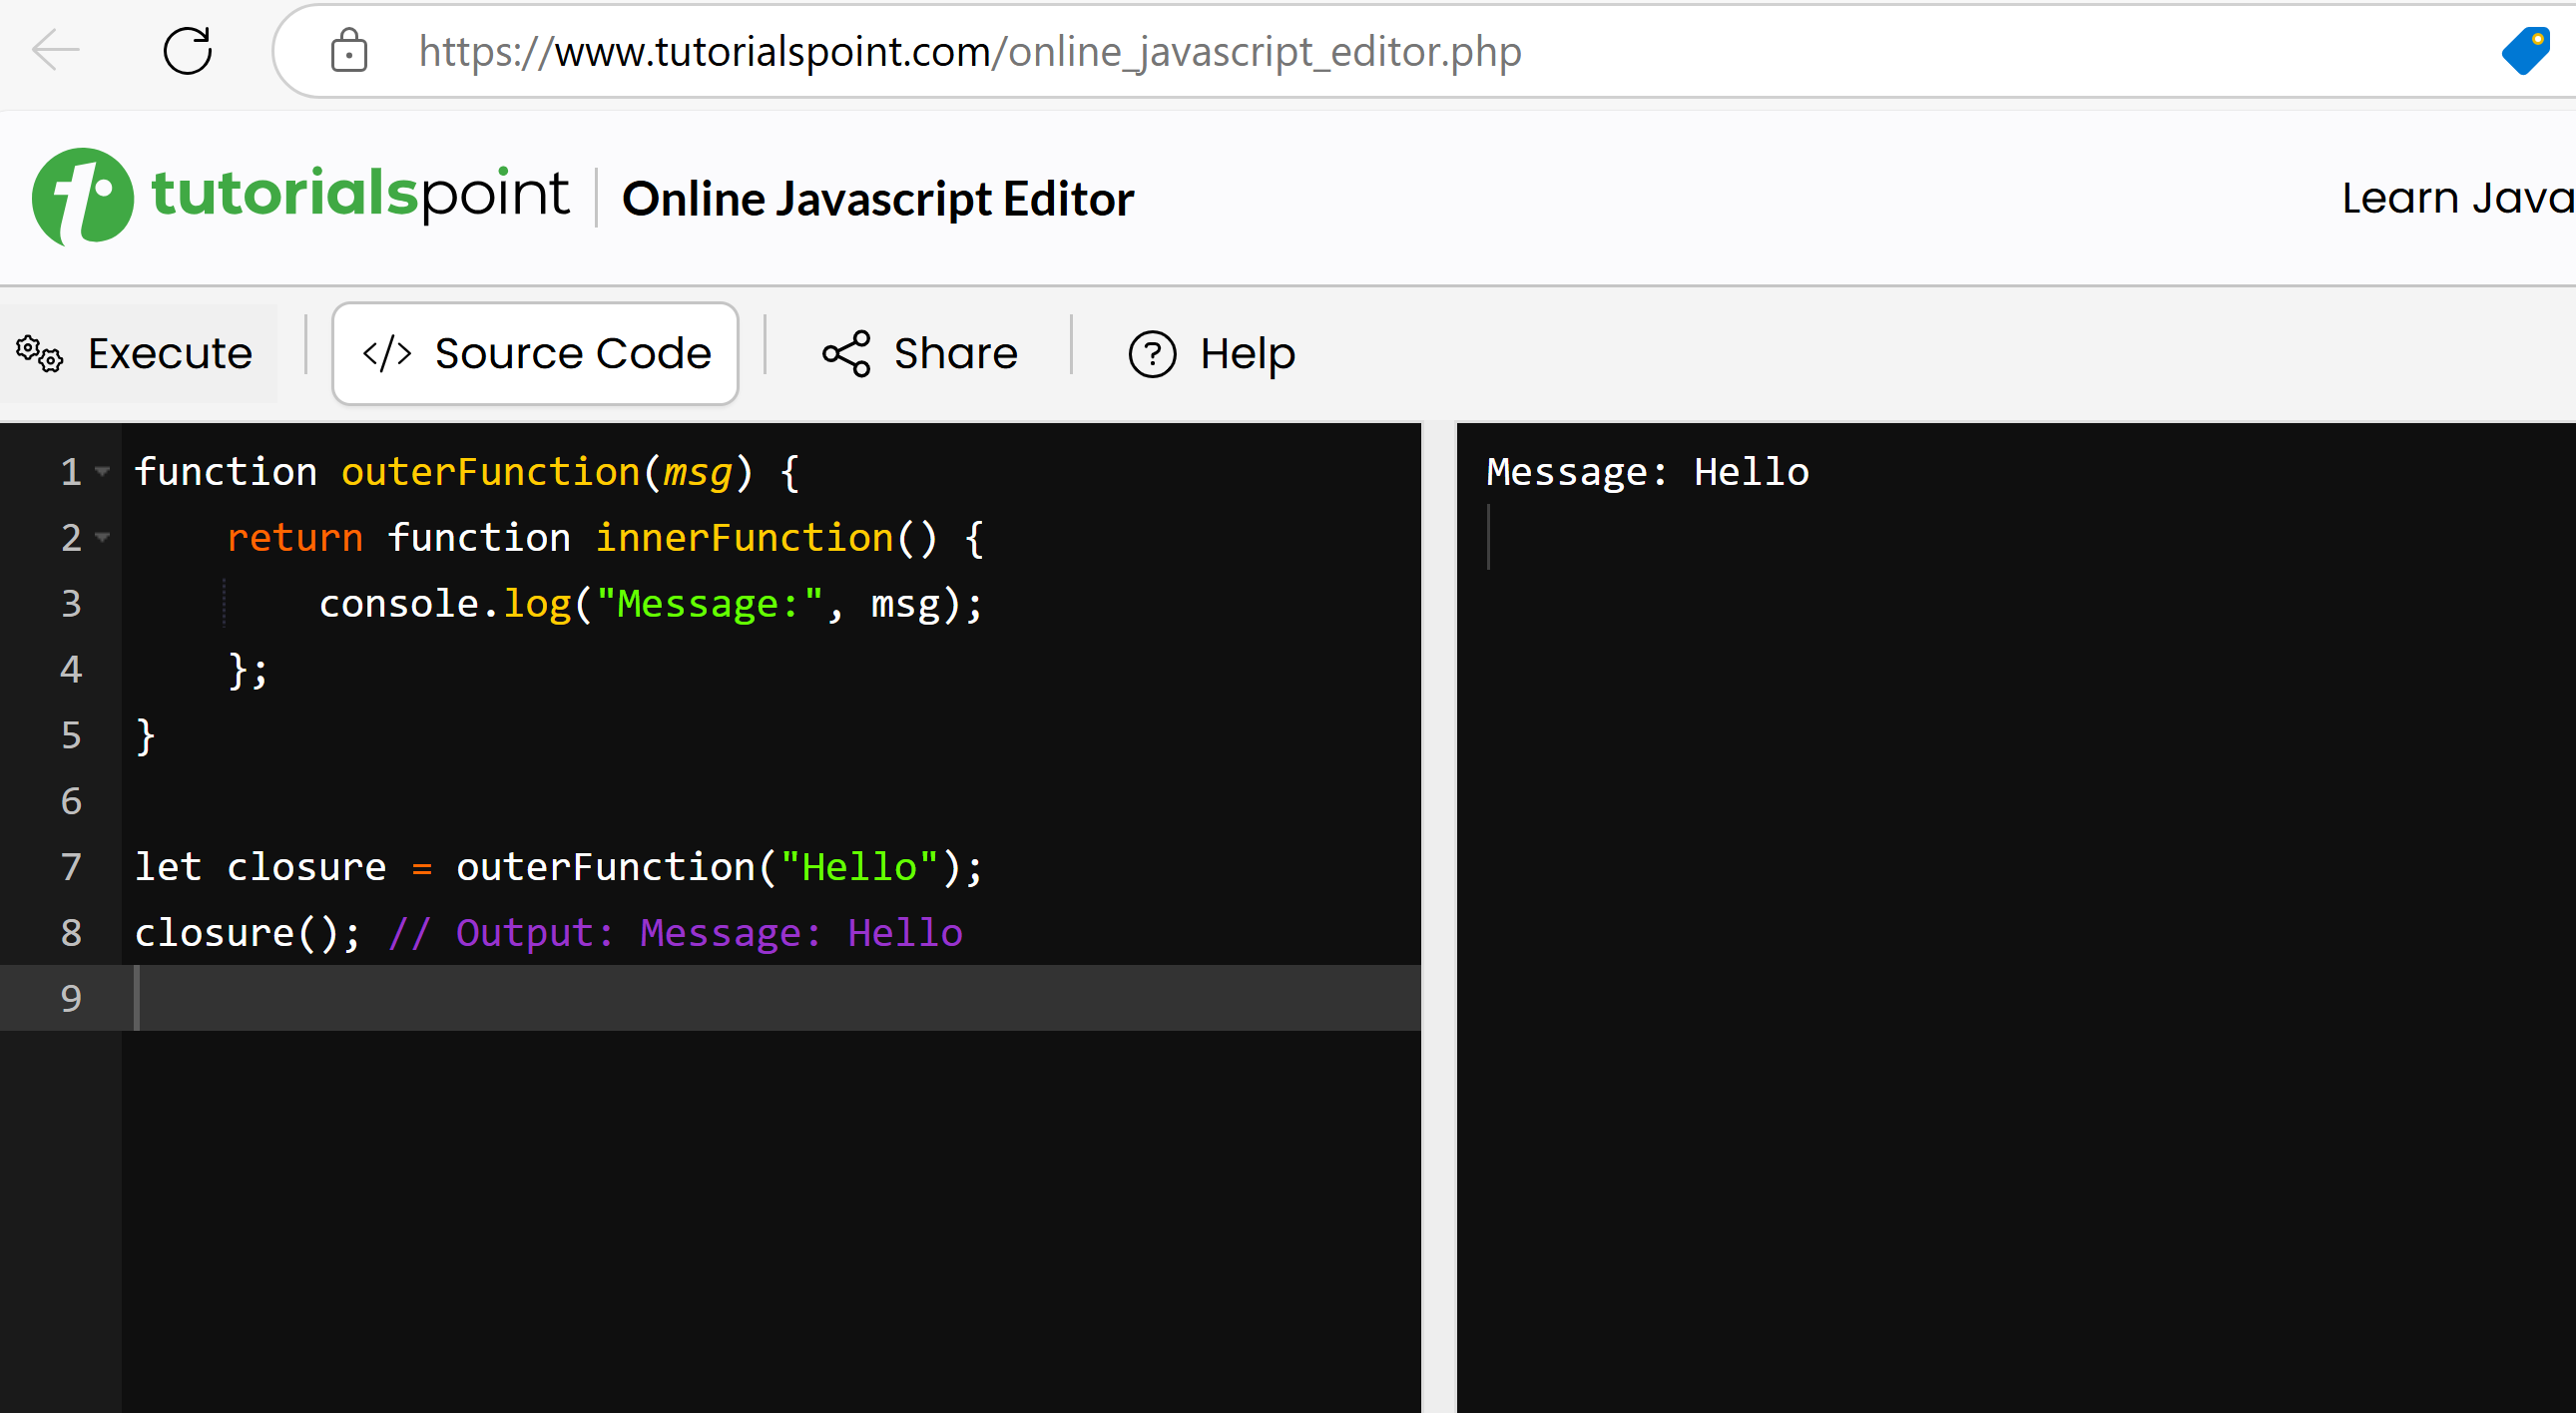 https://www.tutorialspoint.com/online_javascript_editor.php
tutorialspoint Online Javascript Editor Learn Java
Execute </> Source Code Share ? Help
1 function outerFunction(msg) {
2     return function innerFunction() {
3         console.log("Message:", msg);
4     };
5 }
6
7 let closure = outerFunction("Hello");
8 closure(); // Output: Message: Hello
9
Message: Hello